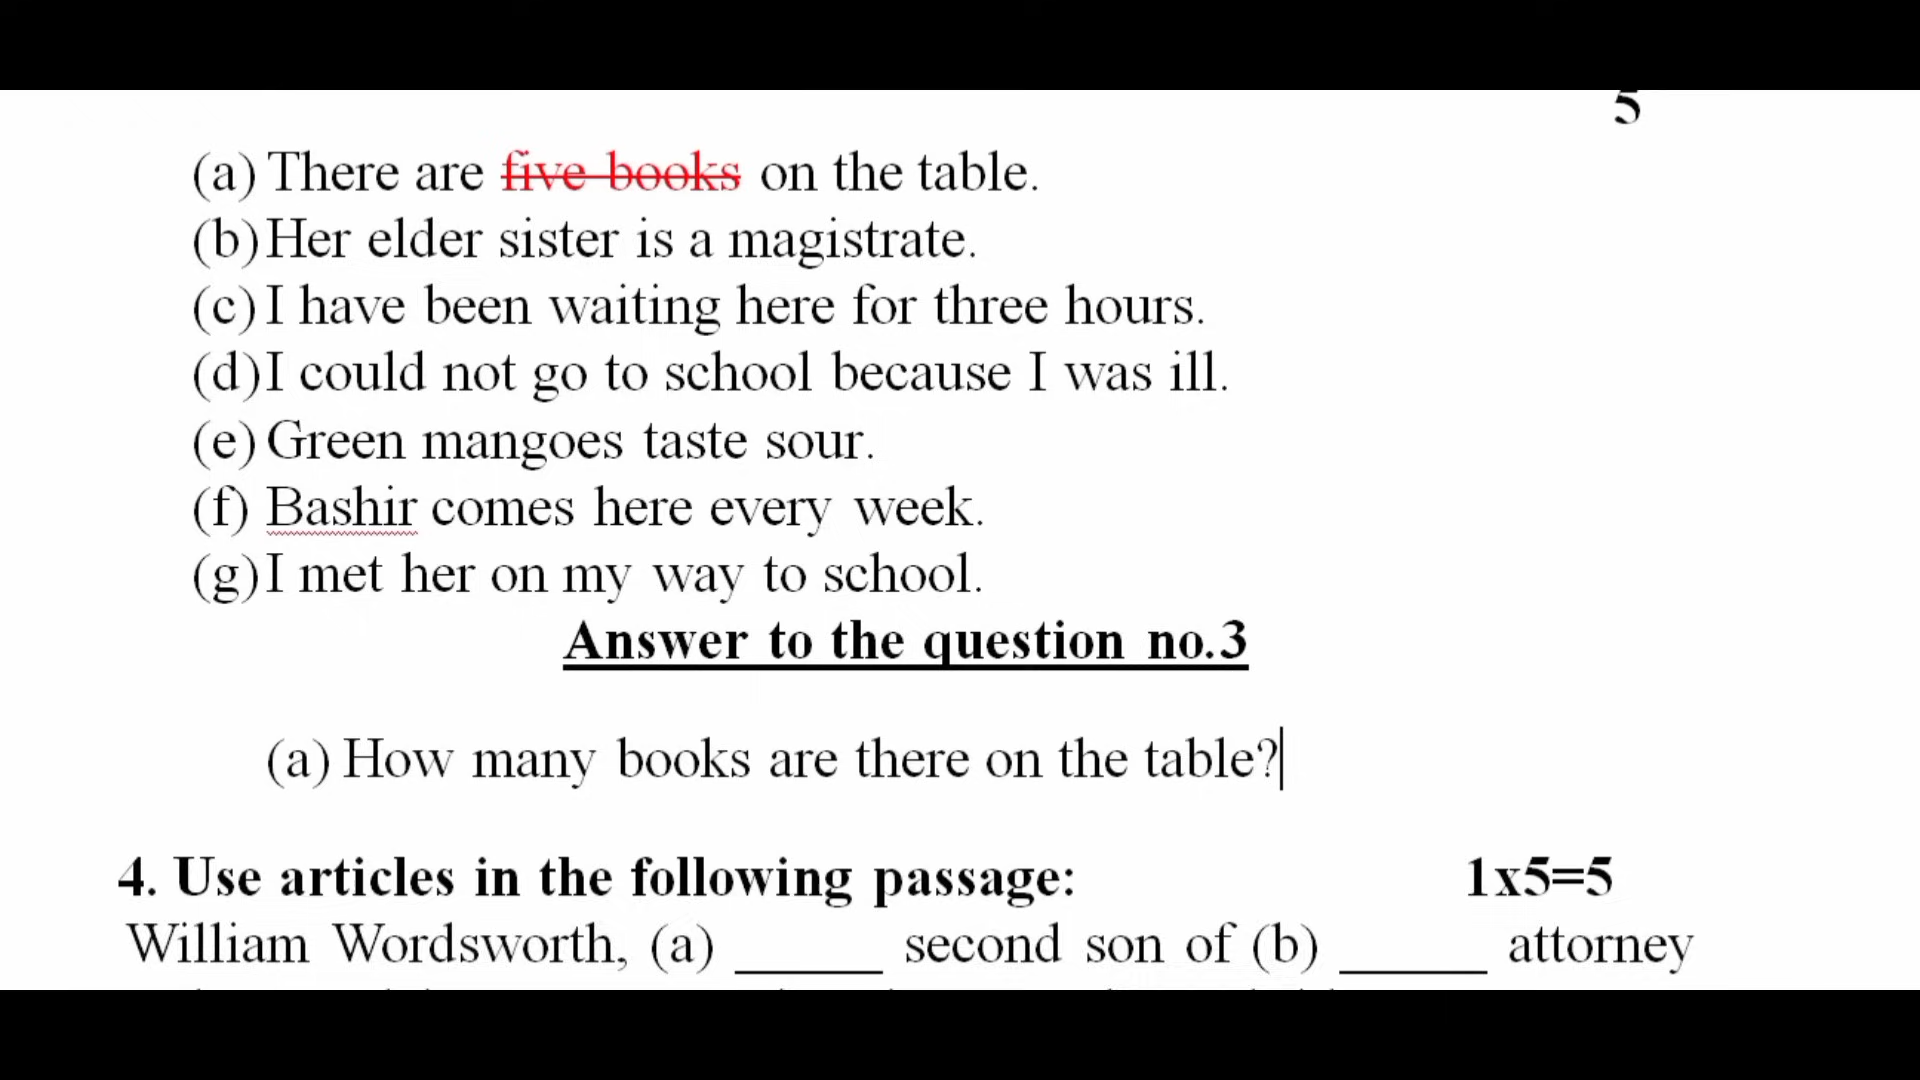 5
(a) There are five books on the table.
(b) Her elder sister is a magistrate.
(c) I have been waiting here for three hours.
(d) I could not go to school because I was ill.
(e) Green mangoes taste sour.
(f) Bashir comes here every week.
(g) I met her on my way to school.
Answer to the question no.3
(a) How many books are there on the table?
4. Use articles in the following passage: 1x5=5
William Wordsworth, (a) _____ second son of (b) _____ attorney